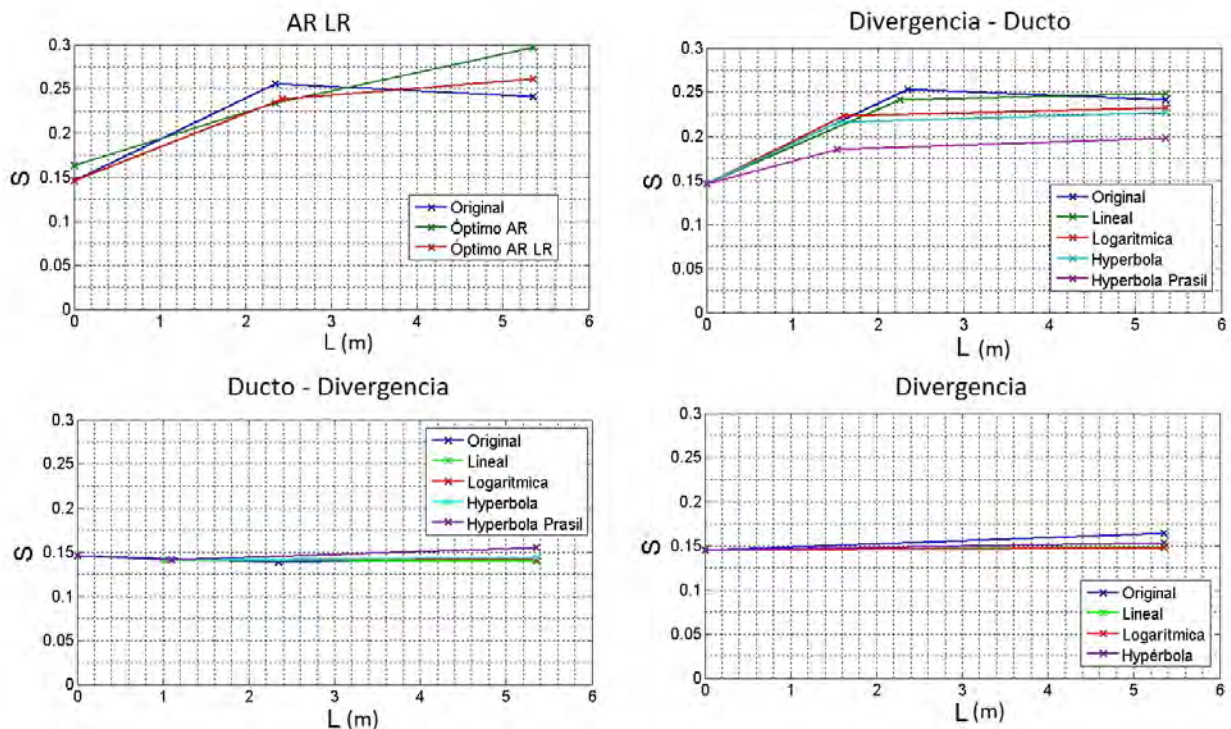 AR LR
0.3
0.25
0.2
0.15
0.1
0.05
0
S
0 1 2 3 4 5 6
L (m)
Original
Óptimo AR
Óptimo AR LR
Divergencia - Ducto
0.3
0.25
0.2
0.15
0.1
0.05
0
S
0 1 2 3 4 5 6
L (m)
Original
Lineal
Logaritmica
Hyperbola
Hyperbola Prasil
Ducto - Divergencia
0.3
0.25
0.2
0.15
0.1
0.05
0
S
0 1 2 3 4 5 6
L (m)
Original
Lineal
Logaritmica
Hyperbola
Hyperbola Prasil
Divergencia
0.3
0.25
0.2
0.15
0.1
0.05
0
S
0 1 2 3 4 5 6
L (m)
Original
Lineal
Logaritmica
Hypérbola